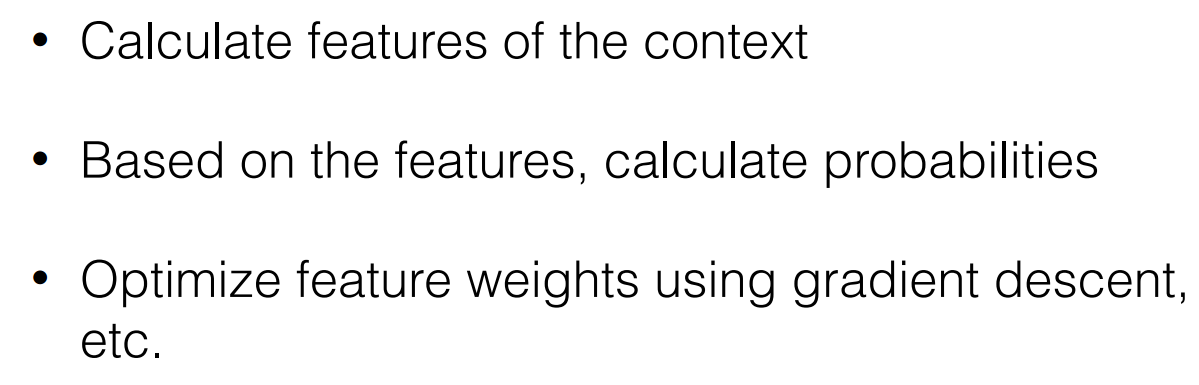 • Calculate features of the context
• Based on the features, calculate probabilities
• Optimize feature weights using gradient descent,
etc.